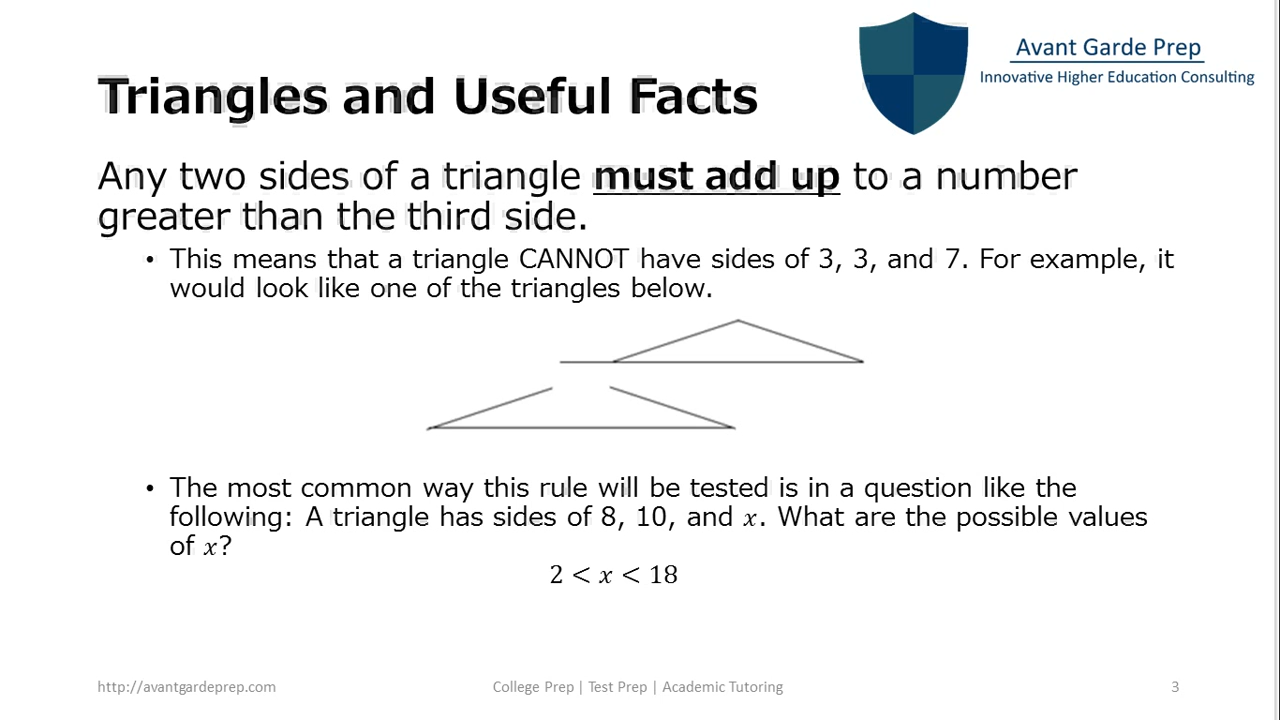 Avant Garde Prep
Innovative Higher Education Consulting
Triangles and Useful Facts
Any two sides of a triangle must add up to a number
greater than the third side.
• This means that a triangle CANNOT have sides of 3, 3, and 7. For example, it
would look like one of the triangles below.
• The most common way this rule will be tested is in a question like the
following: A triangle has sides of 8, 10, and 𝑥. What are the possible values
of 𝑥?
2 < 𝑥 < 18
http://avantgardeprep.com
College Prep | Test Prep | Academic Tutoring
3